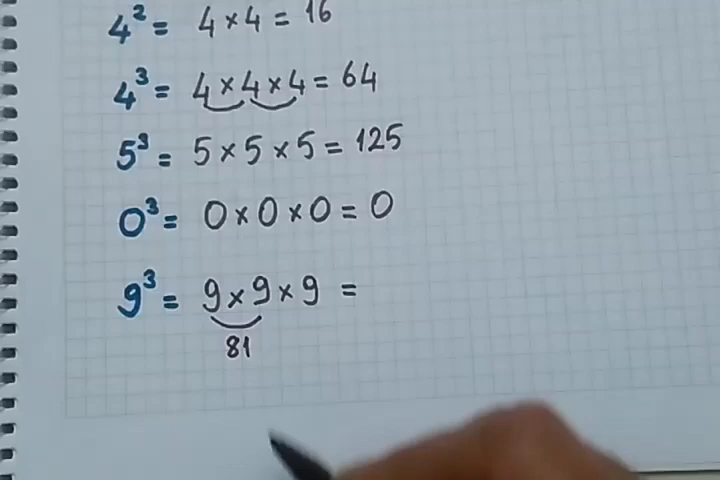 4² = 4 × 4 = 16
4³ = 4 × 4 × 4 = 64
5³ = 5 × 5 × 5 = 125
0³ = 0 × 0 × 0 = 0
9³ = 9 × 9 × 9 =
81